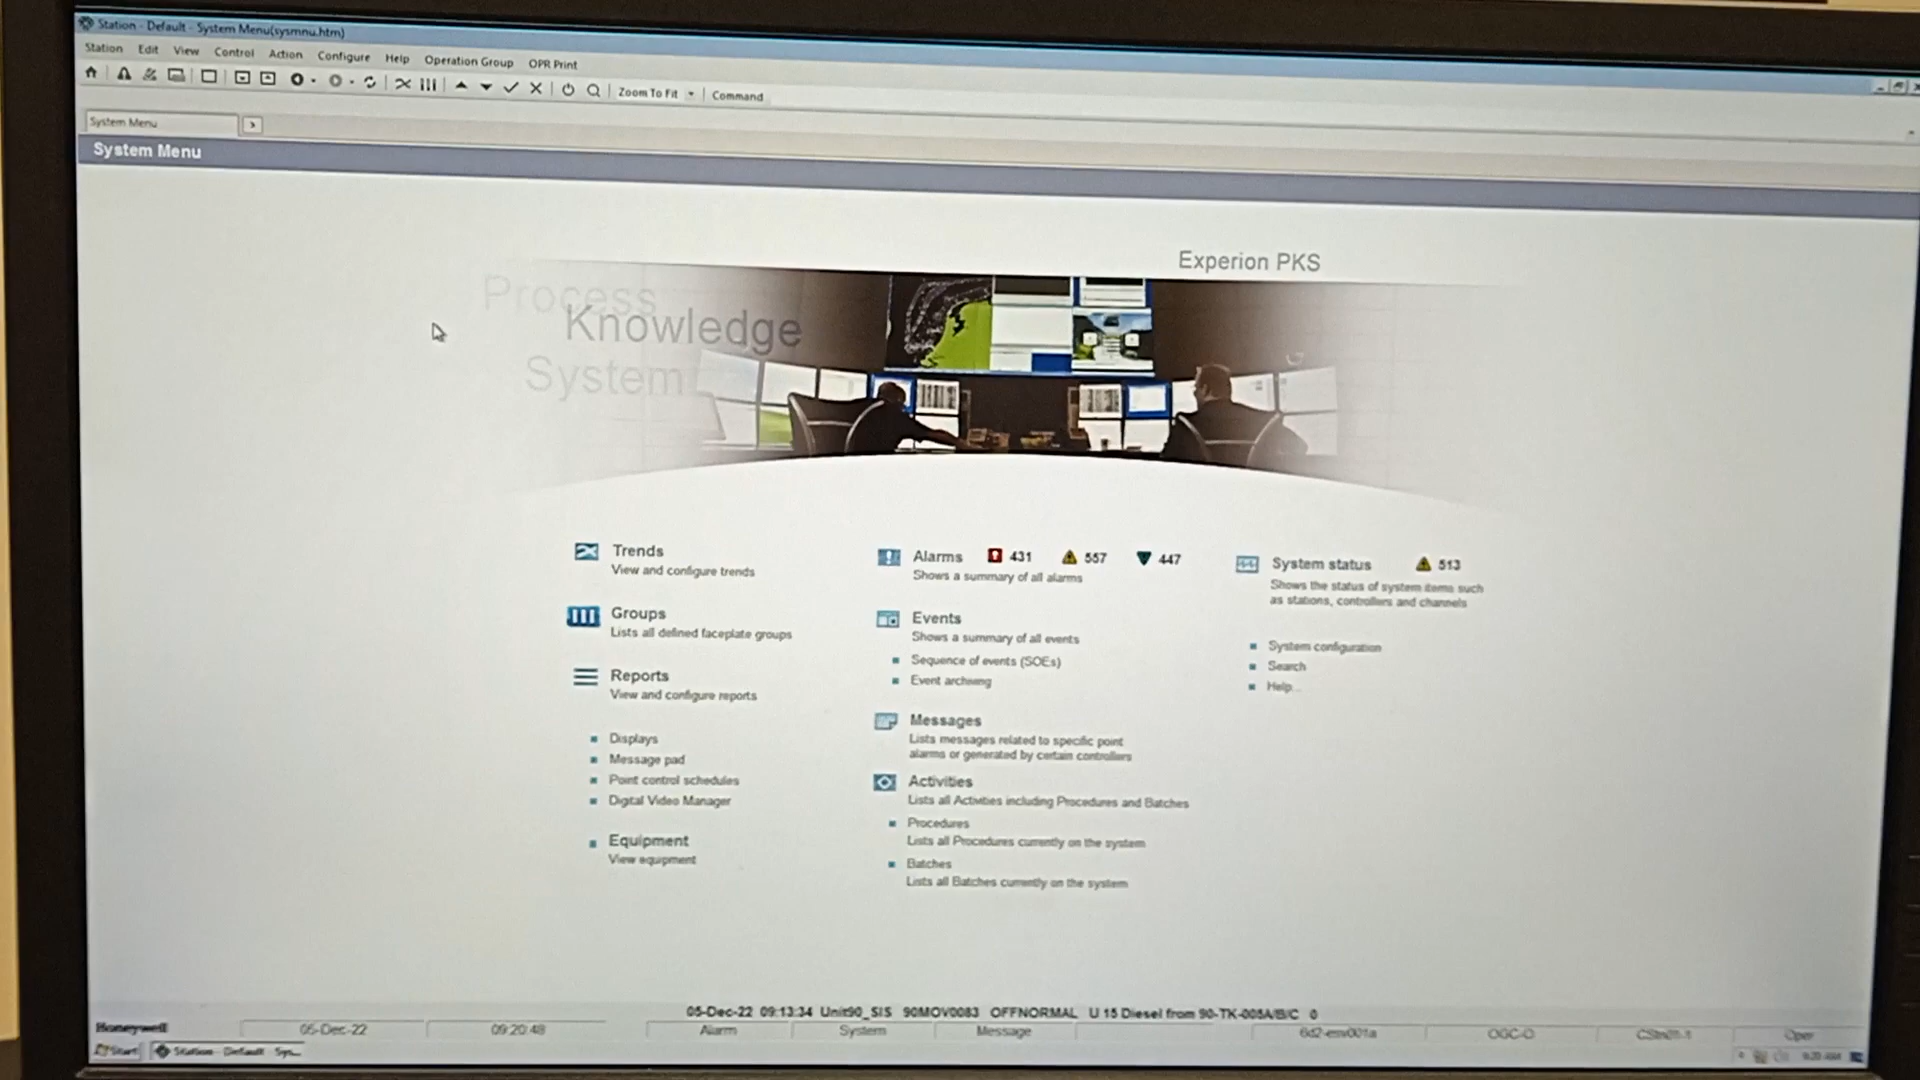 Station - Default - System Menu(sysmnu.htm)
Station Edit View Control Action Configure Help Operation Group OPR Print
Zoom To Fit Command
System Menu
System Menu
Experion PKS
Process
Knowledge
System
Trends
View and configure trends
Groups
Lists all defined faceplate groups
Reports
View and configure reports
Displays
Message pad
Point control schedules
Digital Video Manager
Equipment
View equipment
Alarms 431 557 447
Shows a summary of all alarms
Events
Shows a summary of all events
Sequence of events (SOEs)
Event archiving
Messages
Lists messages related to specific point
alarms or generated by certain controllers
Activities
Lists all Activities including Procedures and Batches
Procedures
Lists all Procedures currently on the system
Batches
Lists all Batches currently on the system
System status 513
Shows the status of system items such
as stations, controllers and channels
System configuration
Search
Help...
05-Dec-22 09:13:34 Unit90_SIS 90MOV0083 OFFNORMAL U 15 Diesel from 90-TK-005A/B/C 0
Honeywell 05-Dec-22 09:20:48 Alarm System Message OGC-O Oper
Start Station - Default - Sys...